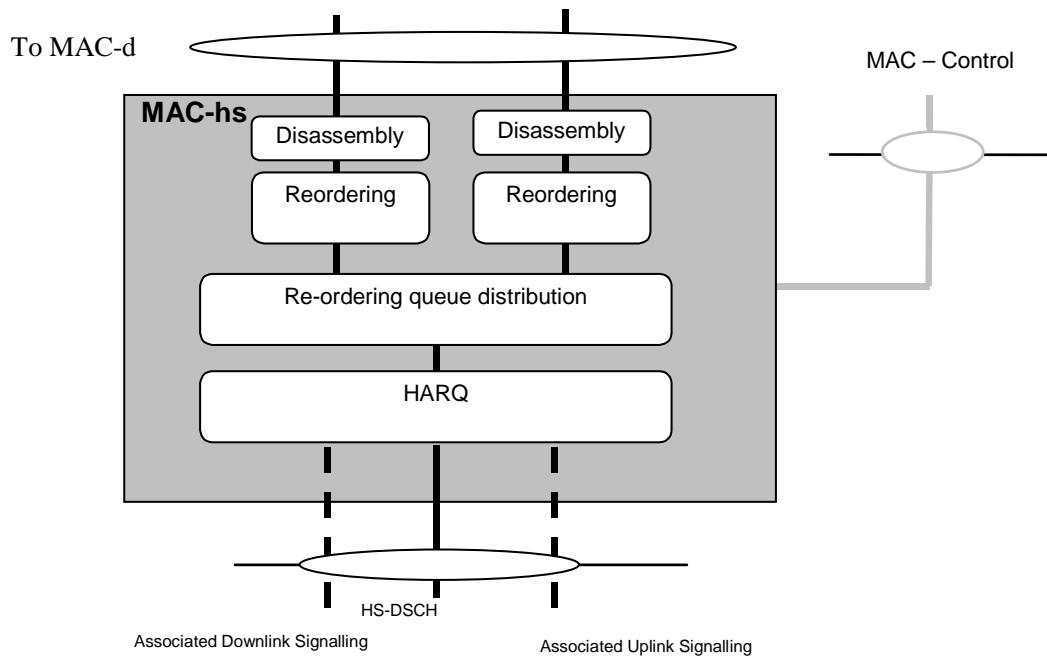 To MAC-d
MAC – Control
MAC-hs
Disassembly
Disassembly
Reordering
Reordering
Re-ordering queue distribution
HARQ
HS-DSCH
Associated Downlink Signalling
Associated Uplink Signalling